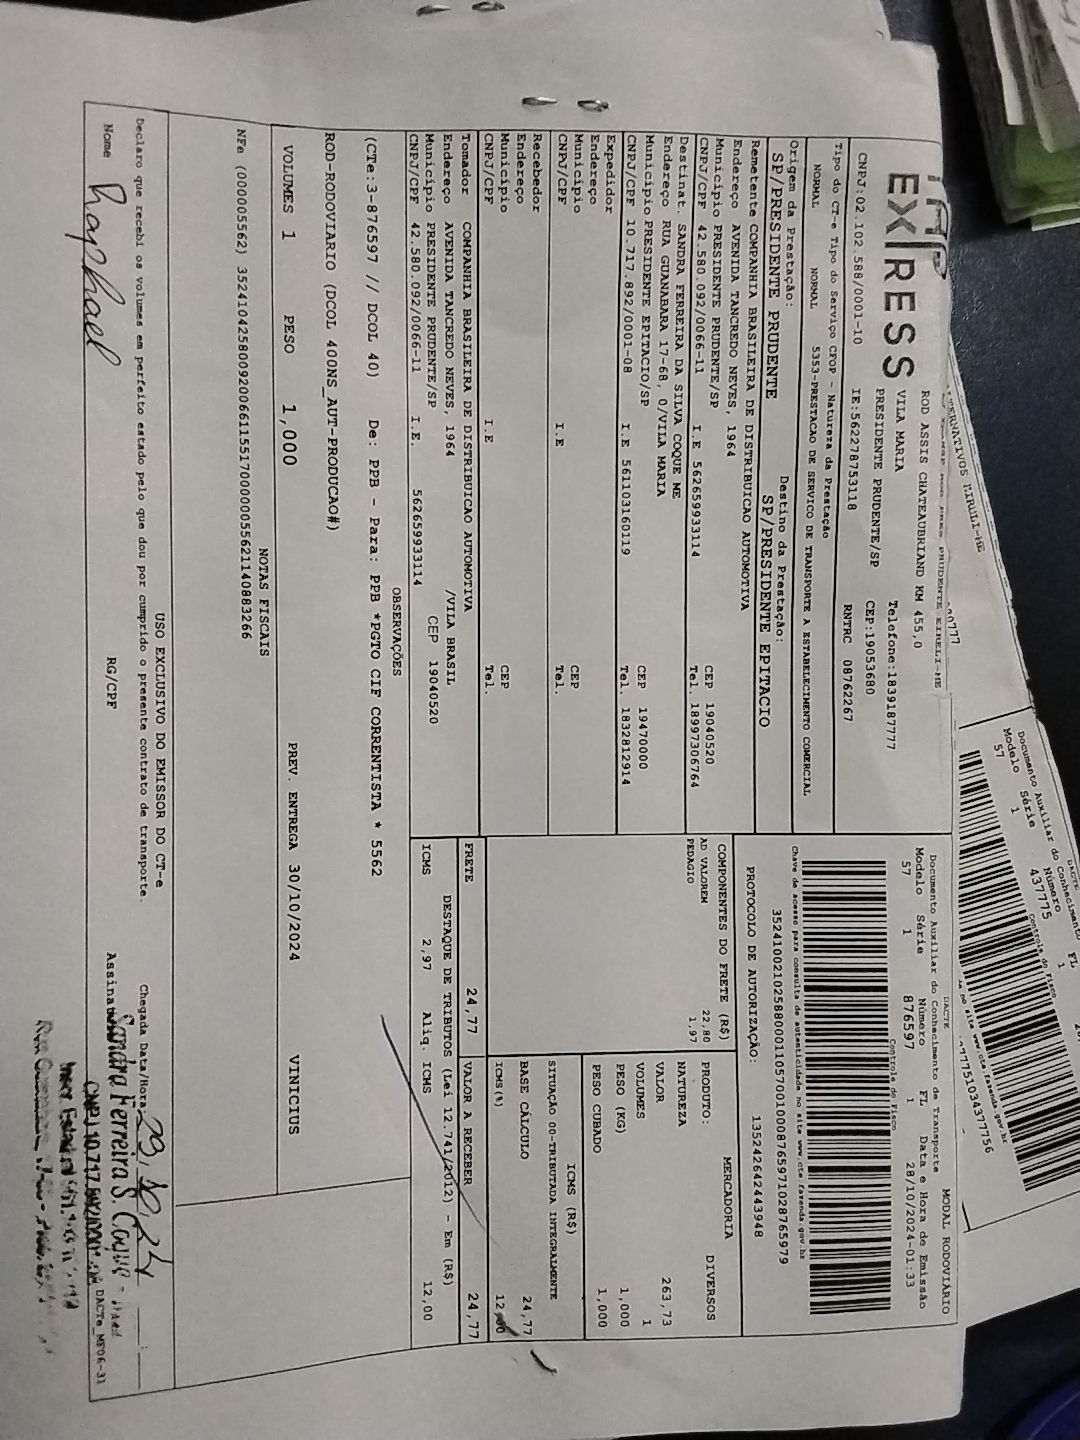 EXPRESS
ROD ASSIS CHATEAUBRIAND KM 455,0
VILA MARIA Telefone:1839187777
PRESIDENTE PRUDENTE/SP CEP:19053680
CNPJ:02.102.588/0001-10 IE:562278753118 RNTRC 08762267
Tipo do CT-e Tipo do Serviço CFOP - Natureza da Prestação
NORMAL NORMAL 5353-PRESTACAO DE SERVICO DE TRANSPORTE A ESTABELECIMENTO COMERCIAL
Origem da Prestação: Destino da Prestação:
SP/PRESIDENTE PRUDENTE SP/PRESIDENTE EPITACIO
MODAL RODOVIÁRIO
DACTE
Documento Auxiliar do Conhecimento de Transporte
Modelo Série Número FL Data e Hora de Emissão
57 1 876597 1 28/10/2024-01:33
Controle do Fisco
Chave de acesso para consulta de autenticidade no site www.cte.fazenda.gov.br
35241002102588000110570010008765971028765979
PROTOCOLO DE AUTORIZAÇÃO: 135242642443948
Remetente COMPANHIA BRASILEIRA DE DISTRIBUICAO AUTOMOTIVA
Endereço AVENIDA TANCREDO NEVES, 1964
Município PRESIDENTE PRUDENTE/SP CEP 19040520
CNPJ/CPF 42.580.092/0066-11 I.E 562659933114 Tel. 18997306764
Destinat. SANDRA FERREIRA DA SILVA COQUE ME
Endereço RUA GUANABARA 17-68, 0/VILA MARIA
Município PRESIDENTE EPITACIO/SP CEP 19470000
CNPJ/CPF 10.717.892/0001-08 I.E 561103160119 Tel. 1832812914
Expedidor
Endereço
Município CEP
CNPJ/CPF I.E Tel.
Recebedor
Endereço
Município CEP
CNPJ/CPF I.E Tel.
Tomador COMPANHIA BRASILEIRA DE DISTRIBUICAO AUTOMOTIVA
Endereço AVENIDA TANCREDO NEVES, 1964 /VILA BRASIL
Município PRESIDENTE PRUDENTE/SP CEP 19040520
CNPJ/CPF 42.580.092/0066-11 I.E. 562659933114
COMPONENTES DO FRETE (R$)
AD VALOREM 22,80
PEDAGIO 1,97
MERCADORIA
PRODUTO: DIVERSOS
NATUREZA
VALOR 263,73
VOLUMES 1
PESO (KG) 1,000
PESO CUBADO 1,000
ICMS (R$)
SITUAÇÃO 00-TRIBUTADA INTEGRALMENTE
BASE CÁLCULO 24,77
ICMS(%)
FRETE 24,77 VALOR A RECEBER 24,77
DESTAQUE DE TRIBUTOS (Lei 12.741/2012) - Em (R$)
ICMS 2,97 Aliq. ICMS 12,00
OBSERVAÇÕES
(CTe:3-876597 // DCOL 40) De: PPB - Para: PPB *PGTO CIF CORRENTISTA * 5562
ROD-RODOVIARIO (DCOL 400NS_AUT-PRODUCAO#)
VOLUMES 1 PESO 1,000 PREV. ENTREGA 30/10/2024 VINICIUS
NOTAS FISCAIS
NFe (000005562) 35241042580092006611551700000055621140883266
USO EXCLUSIVO DO EMISSOR DO CT-e
Declaro que recebi os volumes em perfeito estado pelo que dou por cumprido o presente contrato de transporte. Chegada Data/Hora
Nome Raphael RG/CPF
Sandra Ferreira S. Coque
DACTe_MF06-31
Documento Auxiliar do
Modelo Série Número FL
57 1 437775 1
Controle do Fisco